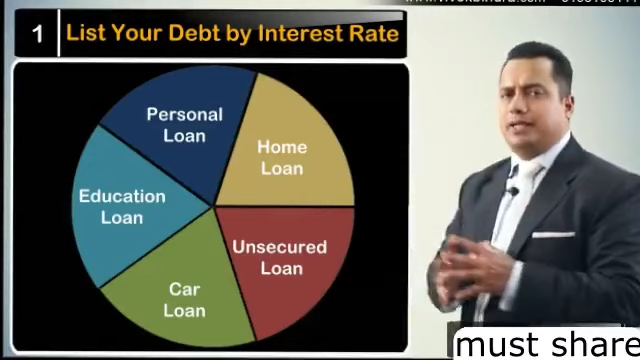 1 List Your Debt by Interest Rate
Personal
Loan
Home
Loan
Education
Loan
Unsecured
Loan
Car
Loan
must share